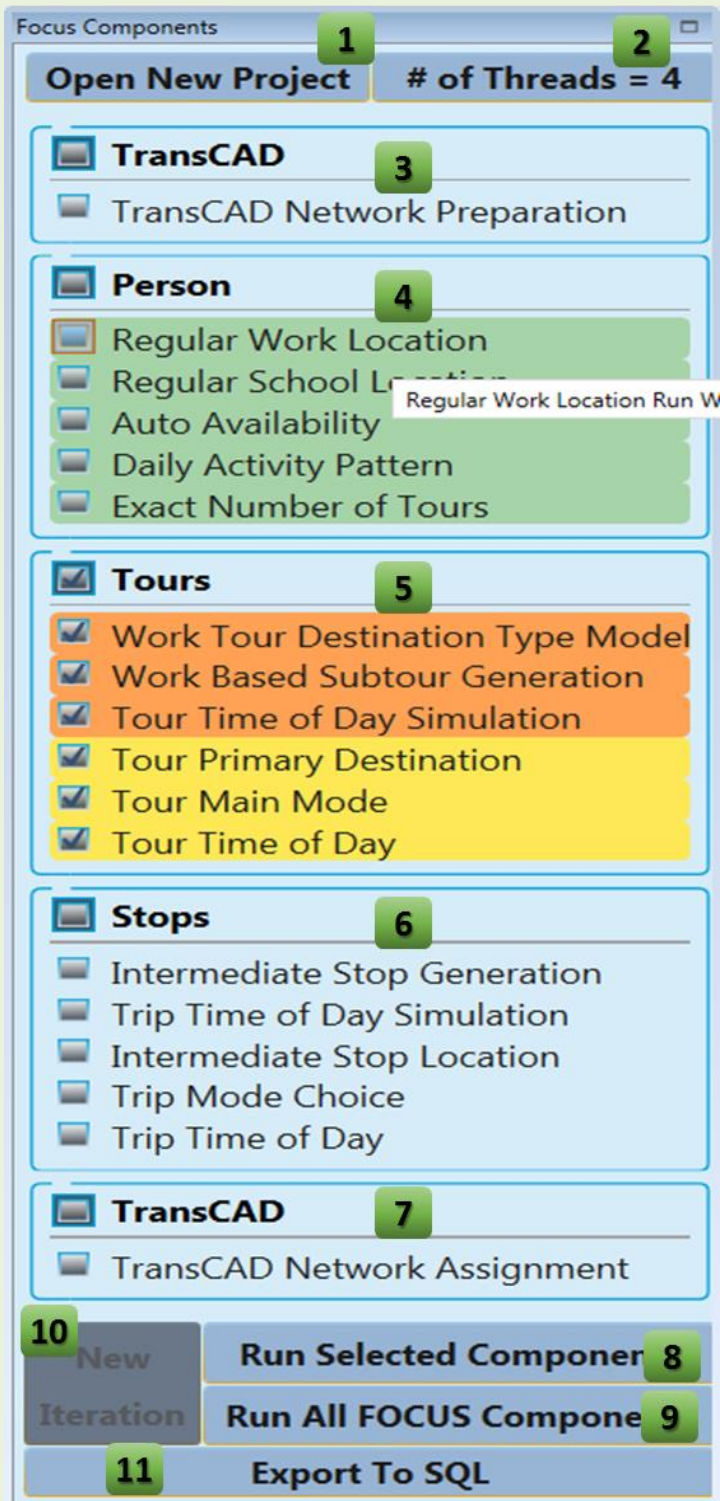 Focus Components
1
2
Open New Project
# of Threads = 4
TransCAD
3
TransCAD Network Preparation
Person
4
Regular Work Location
Regular School
Regular Work Location Run W
Auto Availability
Daily Activity Pattern
Exact Number of Tours
Tours
5
Work Tour Destination Type Model
Work Based Subtour Generation
Tour Time of Day Simulation
Tour Primary Destination
Tour Main Mode
Tour Time of Day
Stops
6
Intermediate Stop Generation
Trip Time of Day Simulation
Intermediate Stop Location
Trip Mode Choice
Trip Time of Day
TransCAD
7
TransCAD Network Assignment
10
New
Iteration
Run Selected Componen
8
Run All FOCUS Compone
9
11
Export To SQL